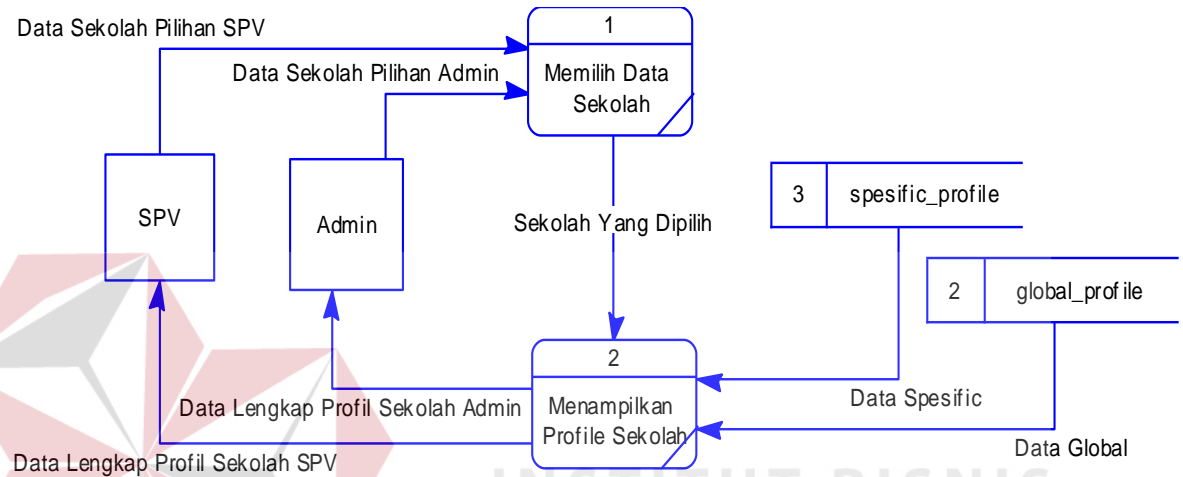 Data Sekolah Pilihan SPV
1
Data Sekolah Pilihan Admin
Memilih Data
Sekolah
SPV
Admin
Sekolah Yang Dipilih
3
spesific_profile
2
global_profile
2
Data Lengkap Profil Sekolah Admin
Menampilkan
Profile Sekolah
Data Spesific
Data Global
Data Lengkap Profil Sekolah SPV
INSTITUT BISNIS